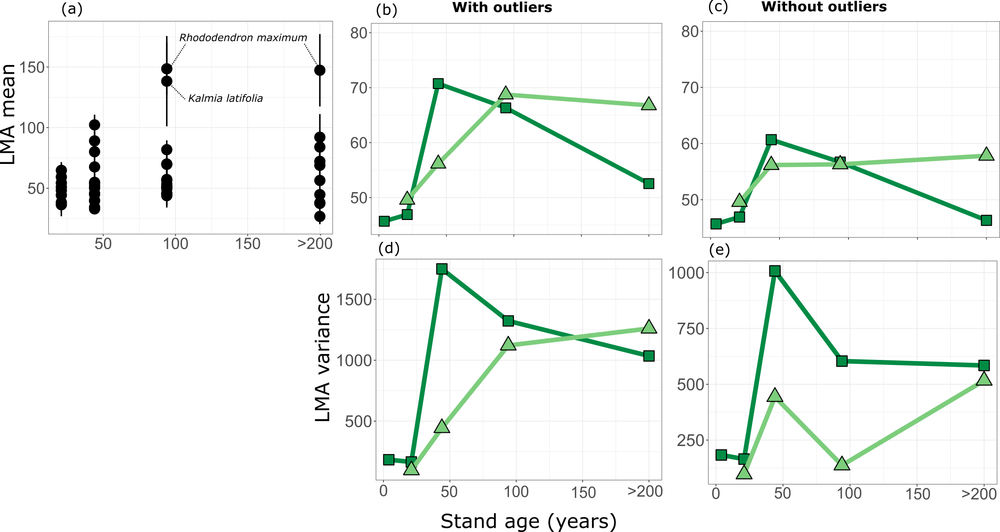 (a)
(b)
With outliers
(c)
Without outliers
LMA mean
150
100
50
Rhododendron maximum
Kalmia latifolia
50
100
150
>200
80
70
60
50
80
70
60
50
(d)
(e)
LMA variance
1500
1000
500
0
50
100
150
>200
1000
750
500
250
0
50
100
150
>200
Stand age (years)